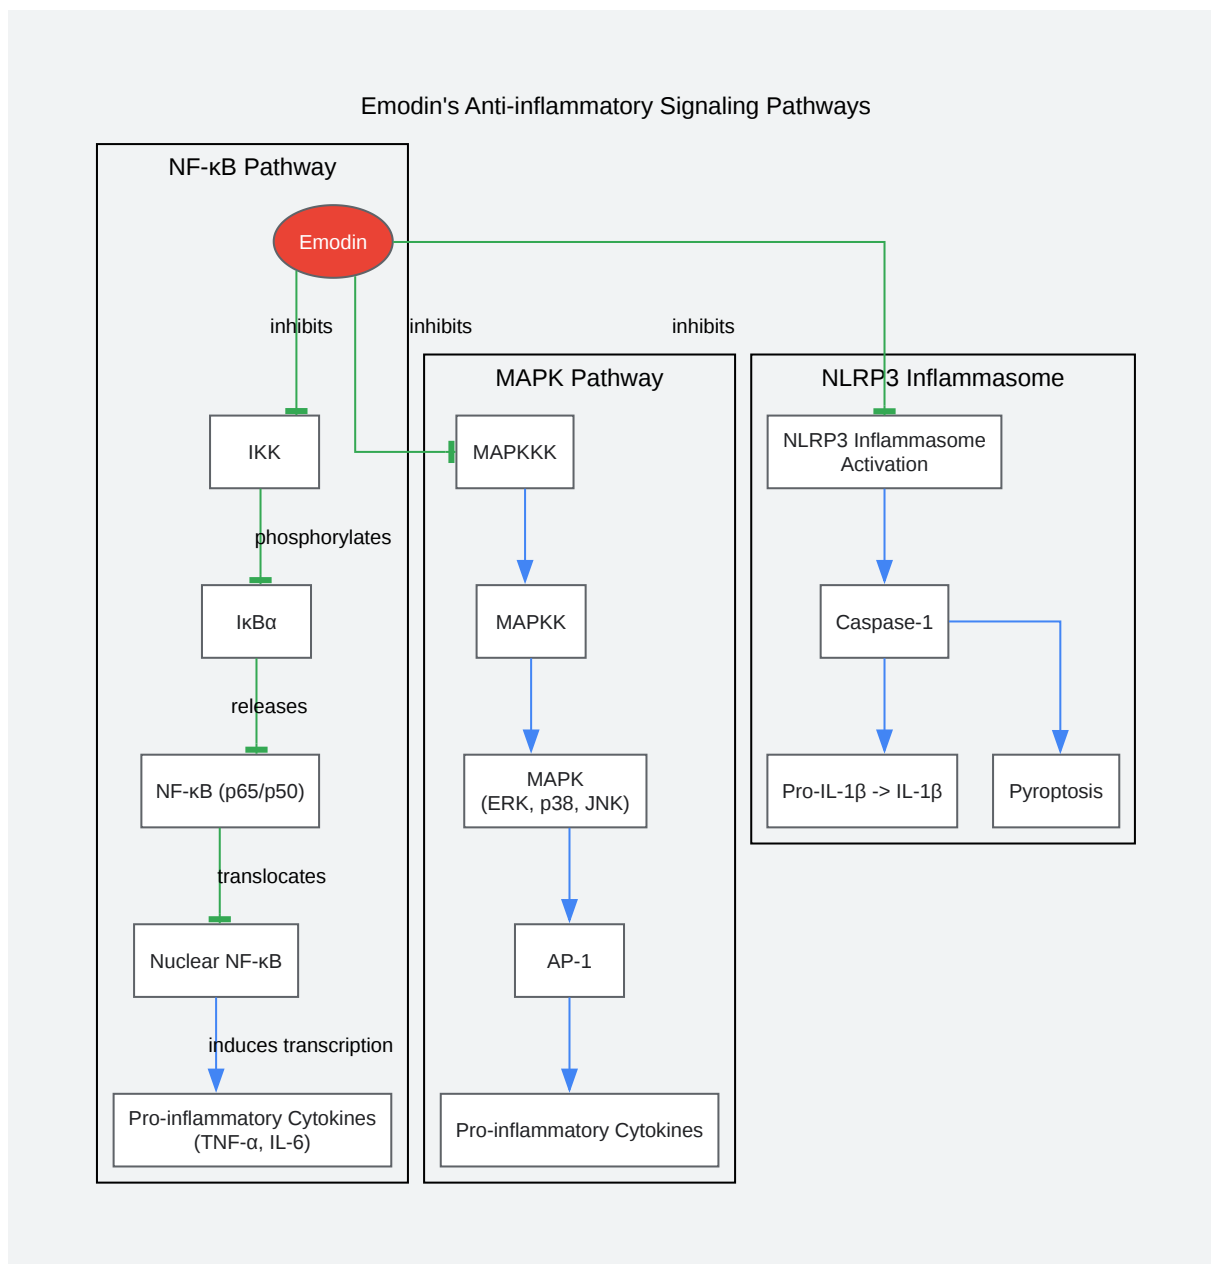 Emodin's Anti-inflammatory Signaling Pathways
NF-κB Pathway
Emodin
inhibits
IKK
phosphorylates
IκBα
releases
NF-κB (p65/p50)
translocates
Nuclear NF-κB
induces transcription
Pro-inflammatory Cytokines
(TNF-α, IL-6)
inhibits
MAPK Pathway
MAPKKK
MAPKK
MAPK
(ERK, p38, JNK)
AP-1
Pro-inflammatory Cytokines
inhibits
NLRP3 Inflammasome
NLRP3 Inflammasome
Activation
Caspase-1
Pro-IL-1β -> IL-1β
Pyroptosis